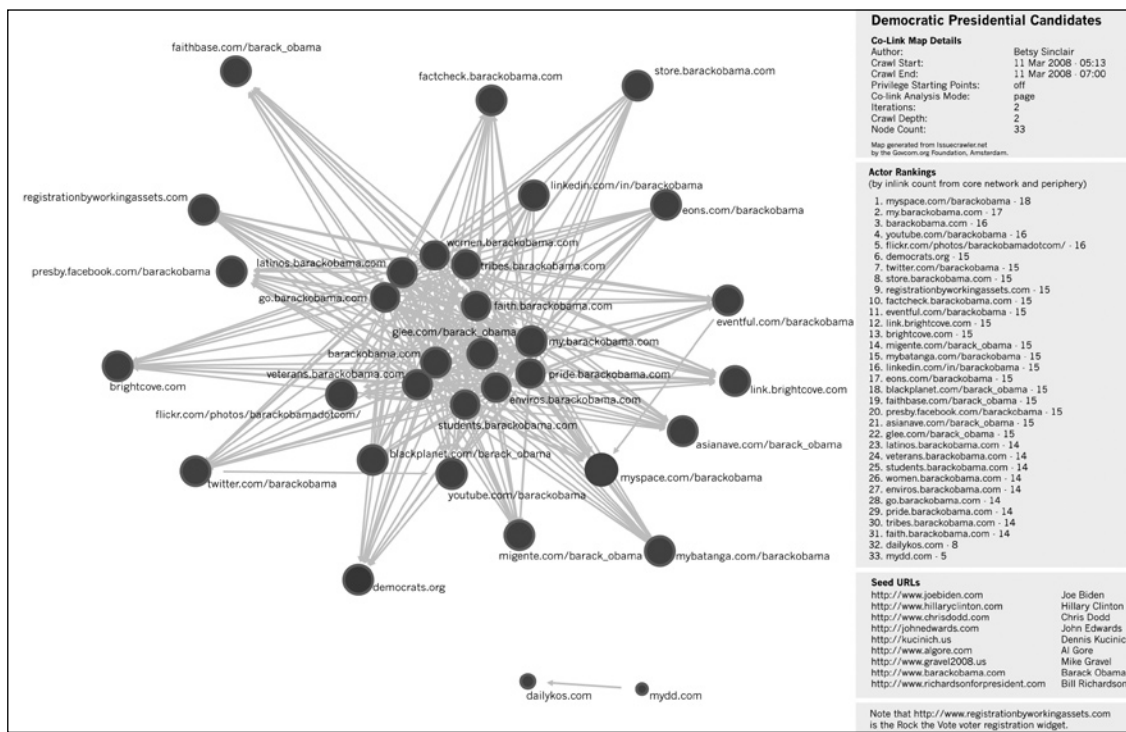 faithbase.com/barack_obama
factcheck.barackobama.com
store.barackobama.com
linkedin.com/in/barackobama
registrationbyworkingassets.com
eons.com/barackobama
women.barackobama.com
latinos.barackobama.com
tribes.barackobama.com
presby.facebook.com/barackobama
go.barackobama.com
faith.barackobama.com
eventful.com/barackobama
glee.com/barack_obama
my.barackobama.com
barackobama.com
veterans.barackobama.com
pride.barackobama.com
brightcove.com
link.brightcove.com
enviros.barackobama.com
flickr.com/photos/barackobamadotcom/
students.barackobama.com
asianave.com/barack_obama
blackplanet.com/barack_obama
twitter.com/barackobama
youtube.com/barackobama
myspace.com/barackobama
migente.com/barack_obama
mybatanga.com/barackobama
democrats.org
dailykos.com
mydd.com
Democratic Presidential Candidates
Co-Link Map Details
Author: Betsy Sinclair
Crawl Start: 11 Mar 2008 - 05:13
Crawl End: 11 Mar 2008 - 07:00
Privilege Starting Points: off
Co-link Analysis Mode: page
Iterations: 2
Crawl Depth: 2
Node Count: 33
Map generated from Issuecrawler.net
by the Govcom.org Foundation, Amsterdam.
Actor Rankings
(by inlink count from core network and periphery)
1. myspace.com/barackobama - 18
2. my.barackobama.com - 17
3. barackobama.com - 16
4. youtube.com/barackobama - 16
5. flickr.com/photos/barackobamadotcom/ - 16
6. democrats.org - 15
7. twitter.com/barackobama - 15
8. store.barackobama.com - 15
9. registrationbyworkingassets.com - 15
10. factcheck.barackobama.com - 15
11. eventful.com/barackobama - 15
12. link.brightcove.com - 15
13. brightcove.com - 15
14. migente.com/barack_obama - 15
15. mybatanga.com/barackobama - 15
16. linkedin.com/in/barackobama - 15
17. eons.com/barackobama - 15
18. blackplanet.com/barack_obama - 15
19. faithbase.com/barack_obama - 15
20. presby.facebook.com/barackobama - 15
21. asianave.com/barack_obama - 15
22. glee.com/barack_obama - 15
23. latinos.barackobama.com - 14
24. veterans.barackobama.com - 14
25. students.barackobama.com - 14
26. women.barackobama.com - 14
27. enviros.barackobama.com - 14
28. go.barackobama.com - 14
29. pride.barackobama.com - 14
30. tribes.barackobama.com - 14
31. faith.barackobama.com - 14
32. dailykos.com - 8
33. mydd.com - 5
Seed URLs
http://www.joebiden.com Joe Biden
http://www.hillaryclinton.com Hillary Clinton
http://www.chrisdodd.com Chris Dodd
http://johnedwards.com John Edwards
http://kucinich.us Dennis Kucinic
http://www.algore.com Al Gore
http://www.gravel2008.us Mike Gravel
http://www.barackobama.com Barack Obama
http://www.richardsonforpresident.com Bill Richardson
Note that http://www.registrationbyworkingassets.com
is the Rock the Vote voter registration widget.